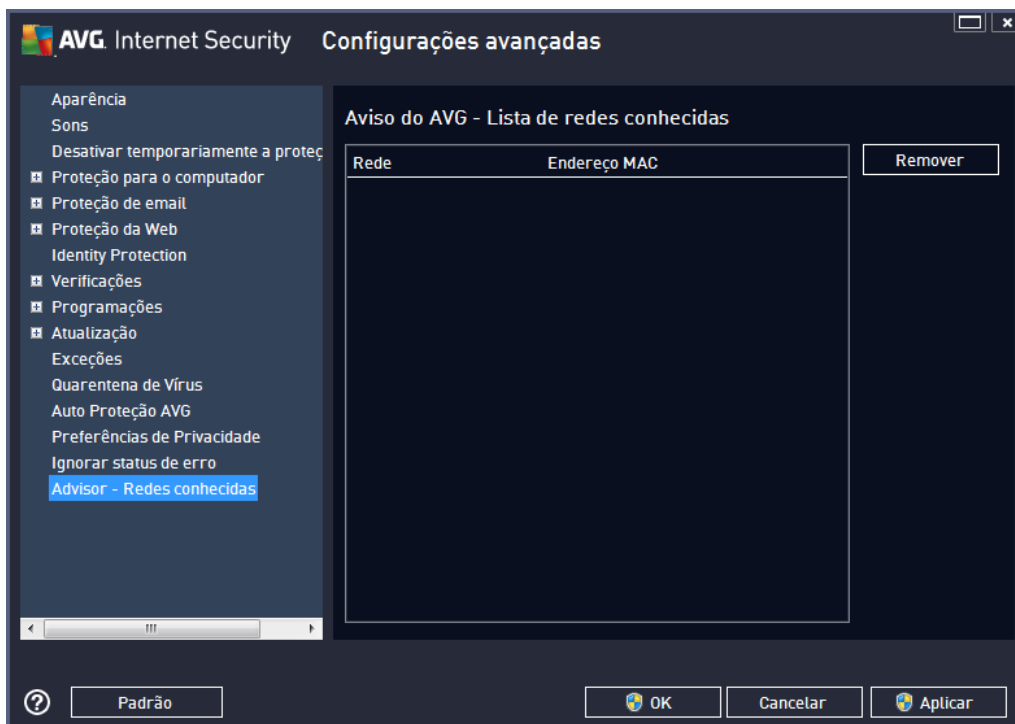 AVG. Internet Security Configurações avançadas
Aparência
Sons
Desativar temporariamente a proteç
Proteção para o computador
Proteção de email
Proteção da Web
Identity Protection
Verificações
Programações
Atualização
Exceções
Quarentena de Vírus
Auto Proteção AVG
Preferências de Privacidade
Ignorar status de erro
Advisor - Redes conhecidas
Aviso do AVG - Lista de redes conhecidas
Rede Endereço MAC
Remover
Padrão
OK
Cancelar
Aplicar